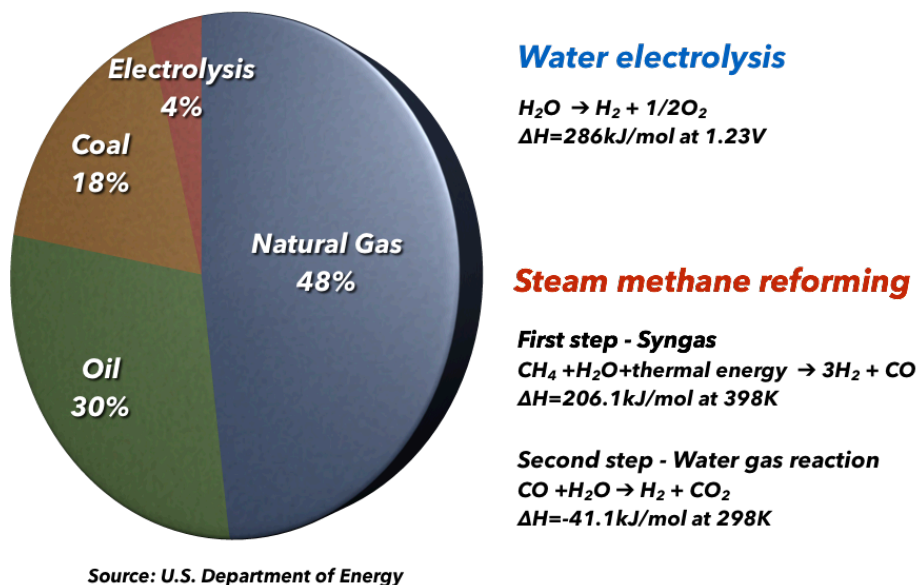 Electrolysis
4%
Coal
18%
Natural Gas
48%
Oil
30%
Source: U.S. Department of Energy
Water electrolysis
H₂O → H₂ + 1/2O₂
ΔH=286kJ/mol at 1.23V
Steam methane reforming
First step - Syngas
CH₄ +H₂O+thermal energy → 3H₂ + CO
ΔH=206.1kJ/mol at 398K
Second step - Water gas reaction
CO +H₂O → H₂ + CO₂
ΔH=-41.1kJ/mol at 298K